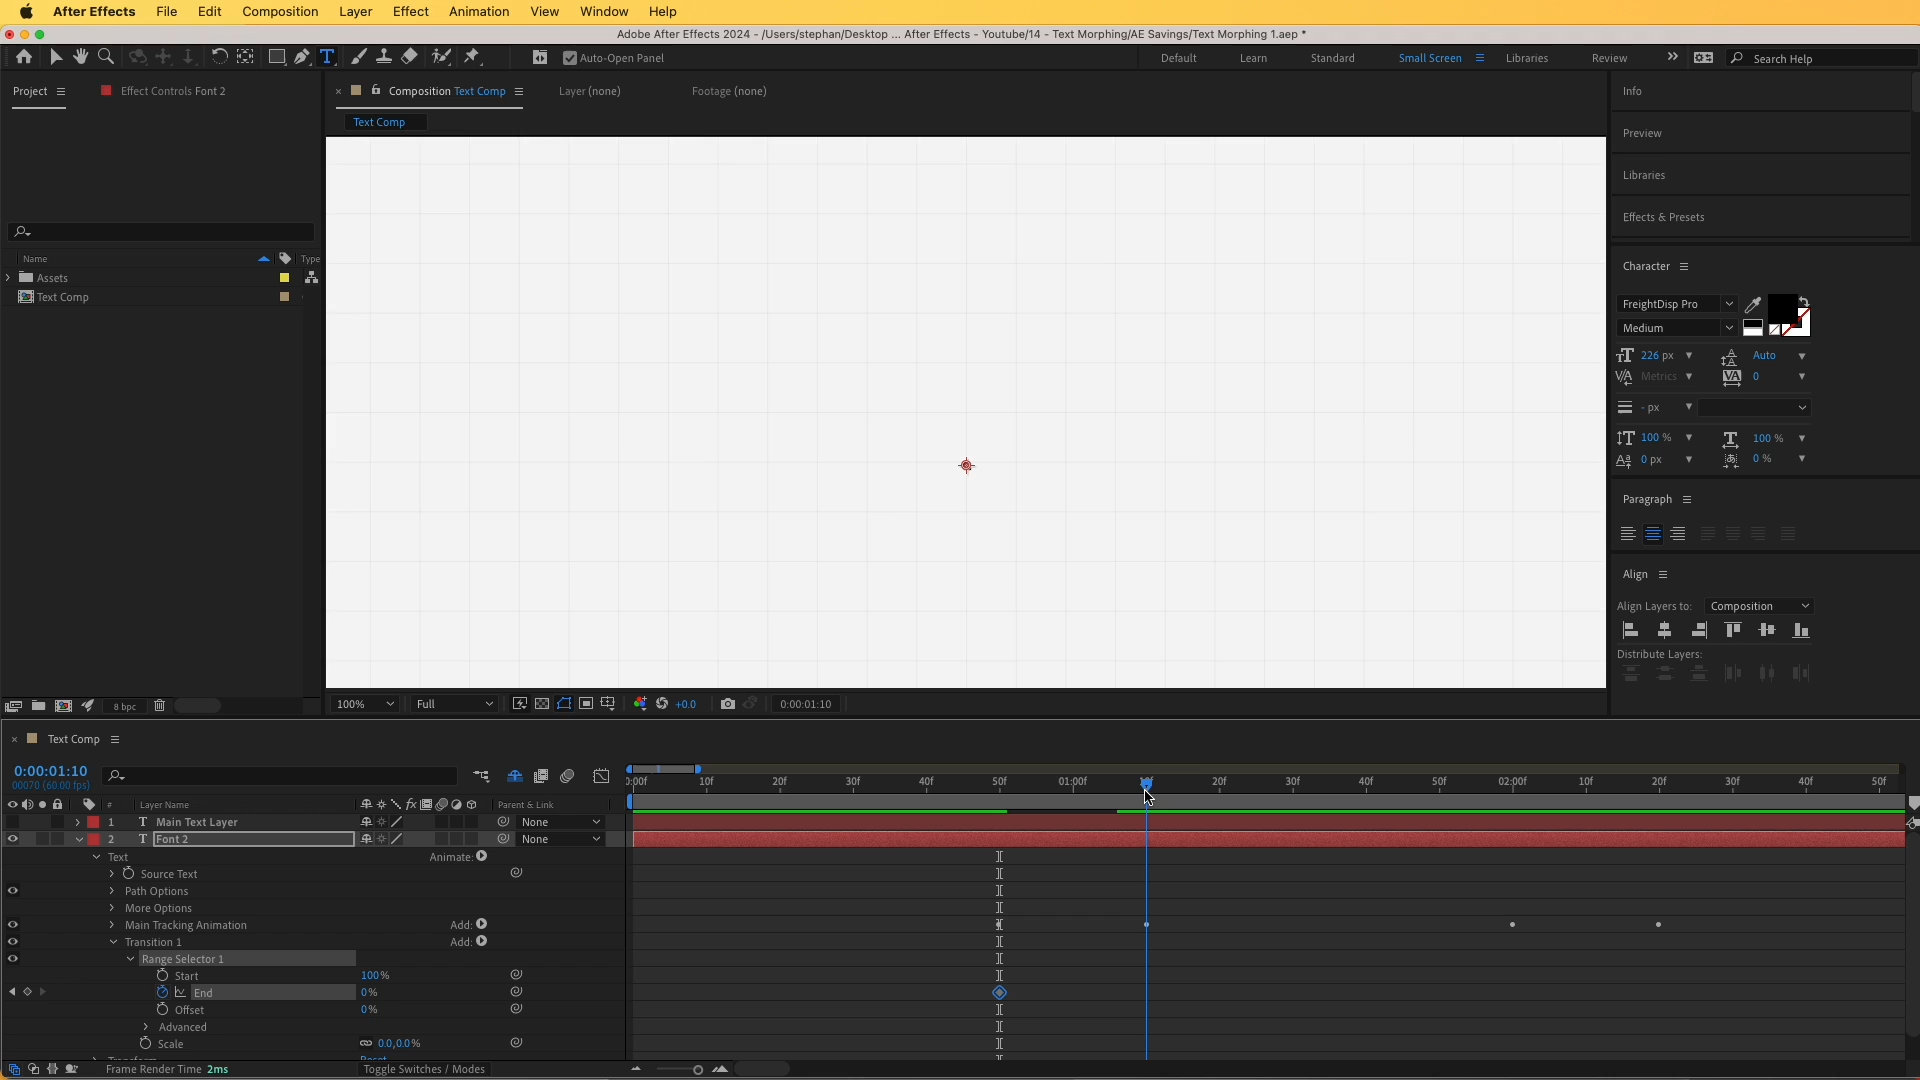 After Effects File Edit Composition Layer Effect Animation View Window Help
Adobe After Effects 2024 - /Users/stephan/Desktop ... After Effects - Youtube/14 - Text Morphing/AE Savings/Text Morphing 1.aep *
Auto-Open Panel Default Learn Standard Small Screen Libraries Review Search Help
Project Effect Controls Font 2 Composition Text Comp Layer (none) Footage (none) Info
Text Comp
Preview
Libraries
Effects & Presets
Name Type
Assets
Text Comp
Character
FreightDisp Pro
Medium
226 px Auto
Metrics 0
- px
100 % 100 %
0 px 0 %
Paragraph
Align
Align Layers to: Composition
Distribute Layers:
8 bpc 100% Full +0.0 0:00:01:10
Text Comp
0:00:01:10
00070 (60.00 fps)
10f 20f 30f 40f 50f 01:00f 20f 30f 40f 50f 02:00f 10f 20f 30f 40f 50f
# Layer Name Parent & Link
1 T Main Text Layer None
2 T Font 2 None
Text Animate:
Source Text
Path Options
More Options
Main Tracking Animation Add:
Transition 1 Add:
Range Selector 1
Start 100%
End 0%
Offset 0%
Advanced
Scale 0.0,0.0%
Frame Render Time 2ms Toggle Switches / Modes